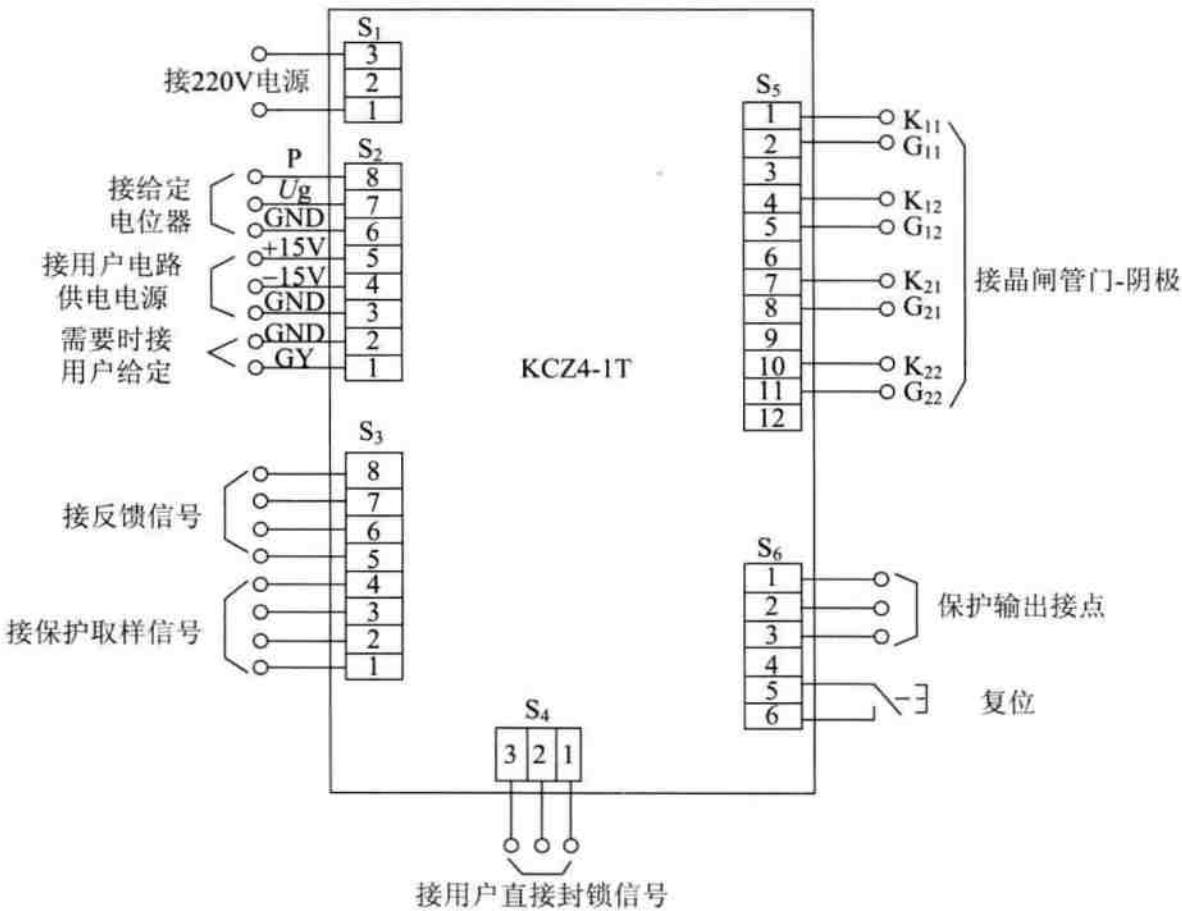 S1
3
2
1
接220V电源
S2
8
7
6
5
4
3
2
1
P
Ug
GND
+15V
−15V
GND
GND
GY
接给定
电位器
接用户电路
供电电源
需要时接
用户给定
S3
8
7
6
5
4
3
2
1
接反馈信号
接保护取样信号
KCZ4-1T
S4
3 2 1
接用户直接封锁信号
S5
1
2
3
4
5
6
7
8
9
10
11
12
K11
G11
K12
G12
K21
G21
K22
G22
接晶闸管门-阴极
S6
1
2
3
4
5
6
保护输出接点
复位